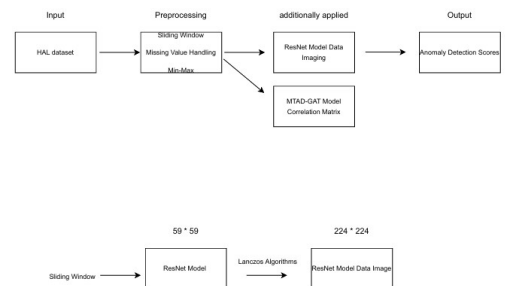 Input
Preprocessing
additionally applied
Output
HAL dataset
Sliding Window
Missing Value Handling
Min-Max
ResNet Model Data
Imaging
Anomaly Detection Scores
MTAD-GAT Model
Correlation Matrix
59 * 59
224 * 224
Sliding Window
ResNet Model
Lanczos Algorithms
ResNet Model Data Image